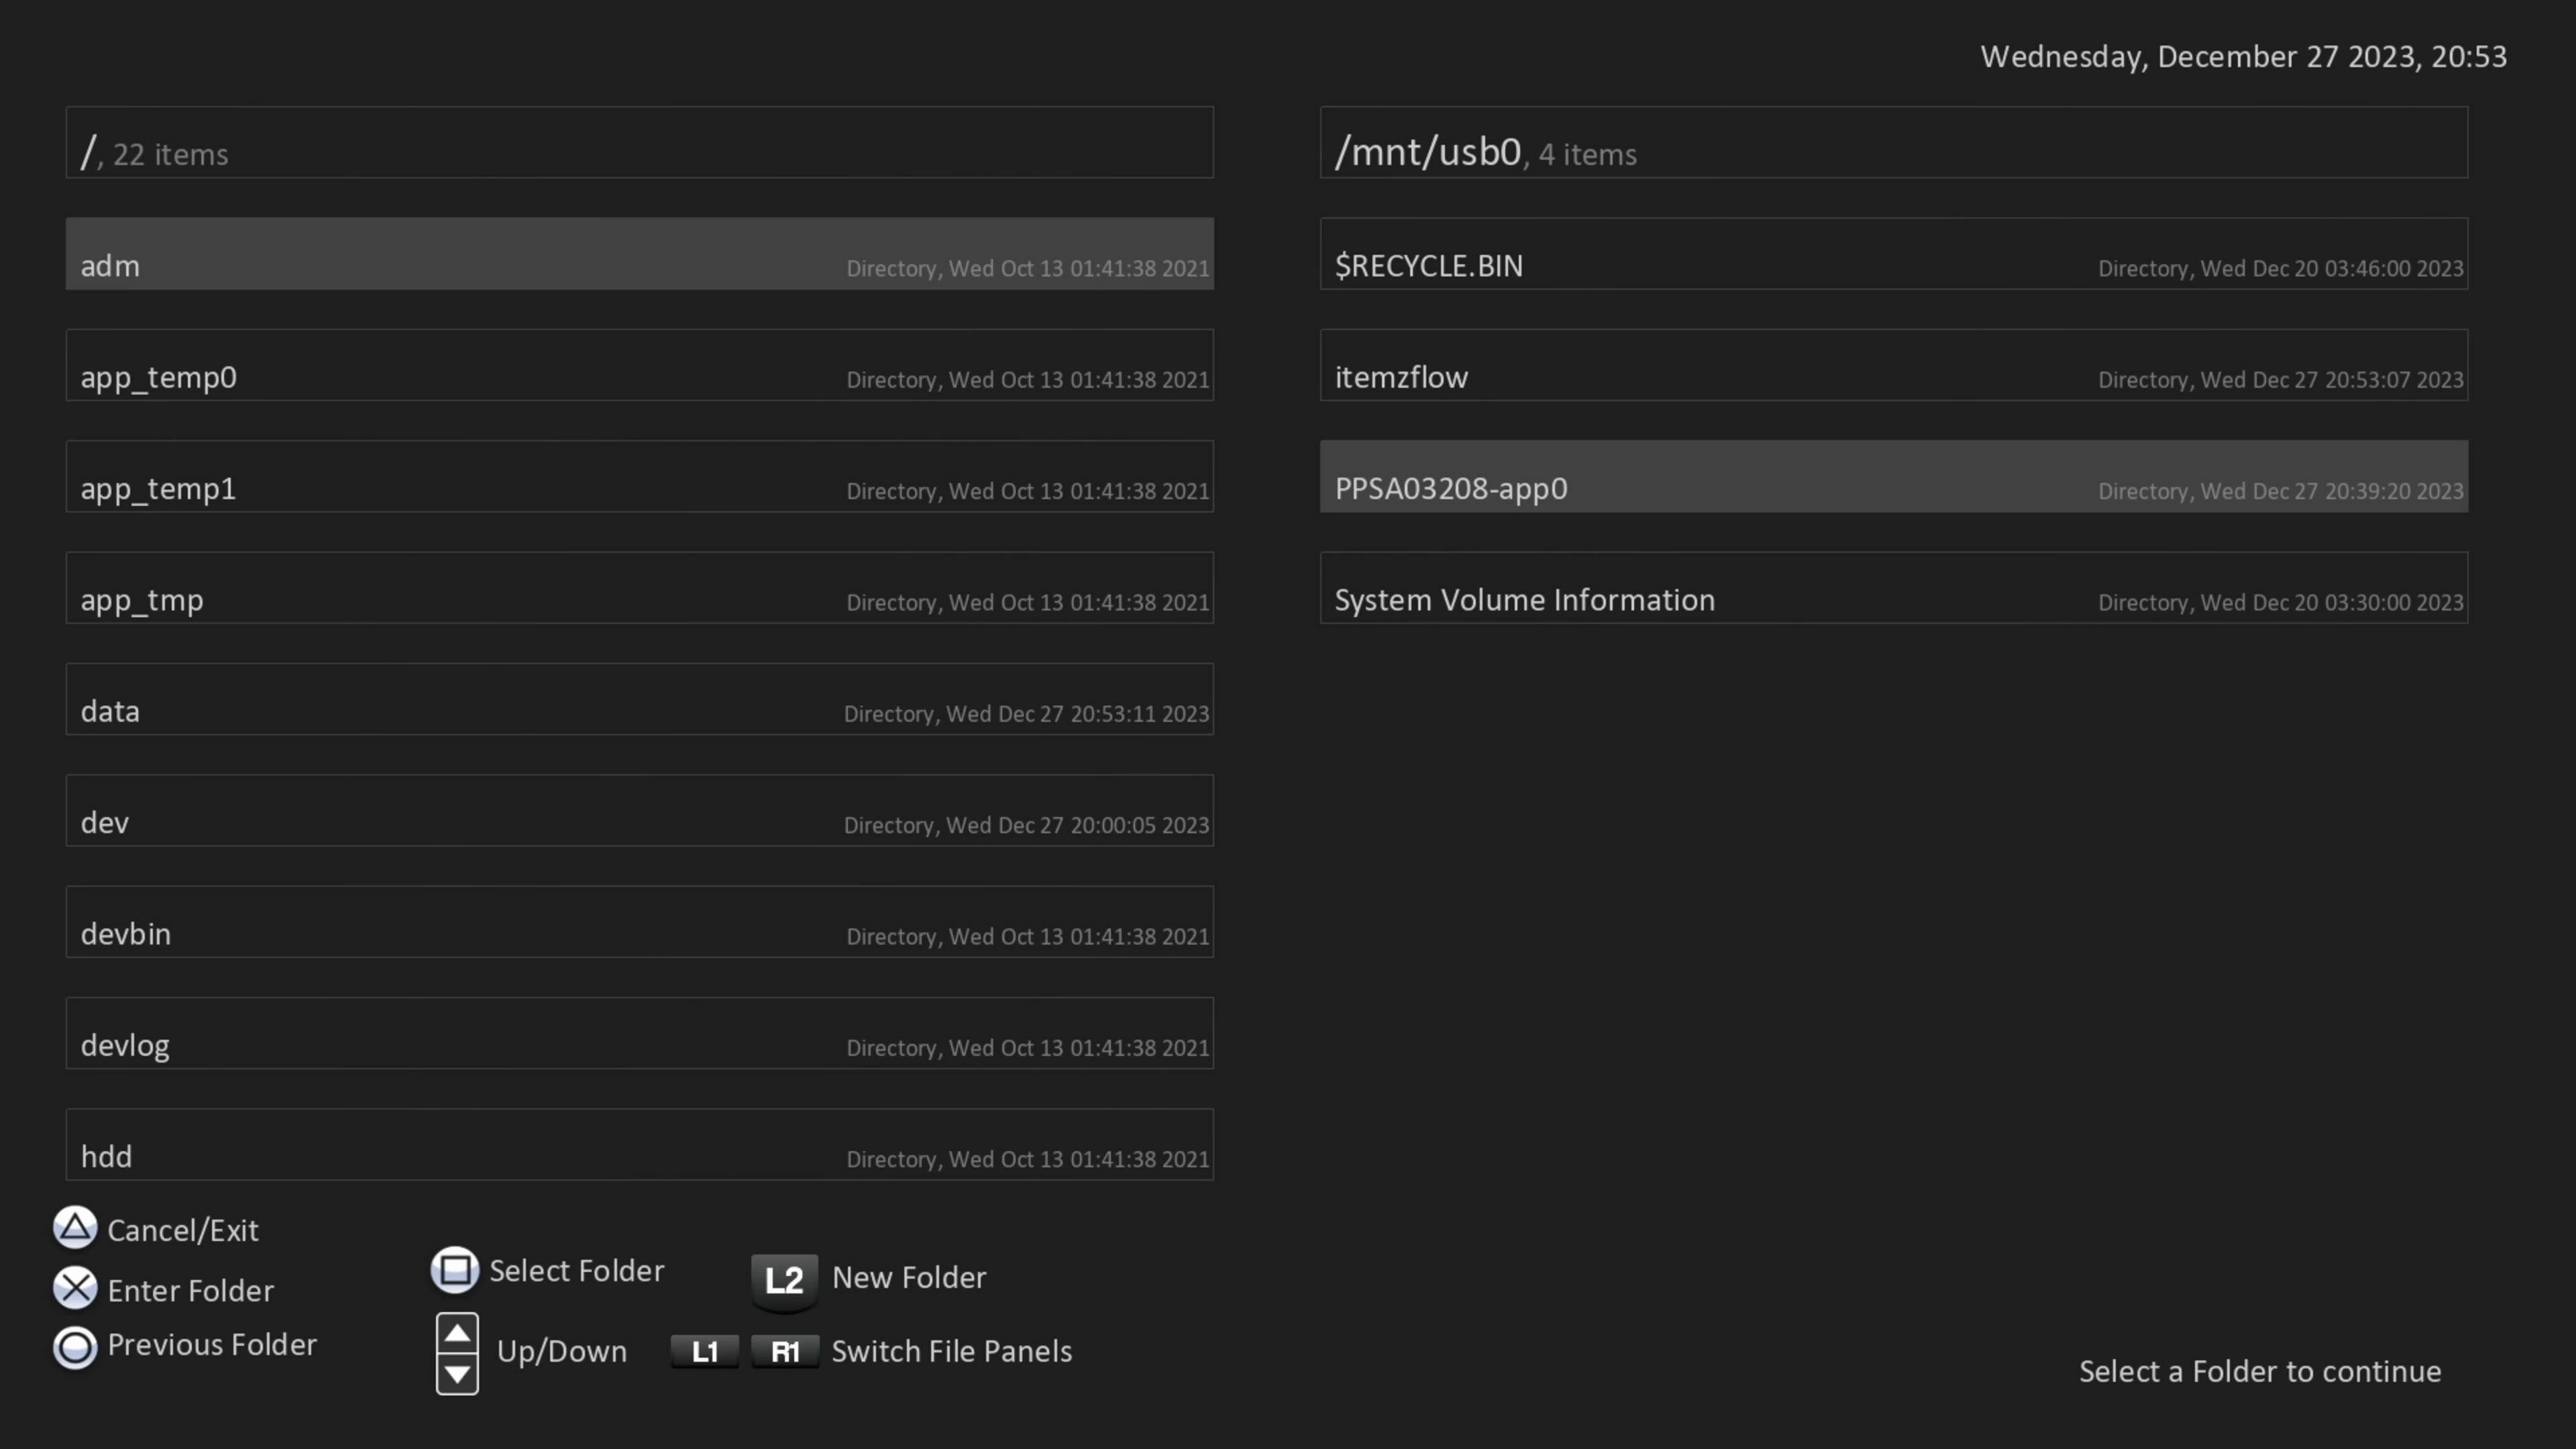 Wednesday, December 27 2023, 20:53
/, 22 items
adm Directory, Wed Oct 13 01:41:38 2021
app_temp0 Directory, Wed Oct 13 01:41:38 2021
app_temp1 Directory, Wed Oct 13 01:41:38 2021
app_tmp Directory, Wed Oct 13 01:41:38 2021
data Directory, Wed Dec 27 20:53:11 2023
dev Directory, Wed Dec 27 20:00:05 2023
devbin Directory, Wed Oct 13 01:41:38 2021
devlog Directory, Wed Oct 13 01:41:38 2021
hdd Directory, Wed Oct 13 01:41:38 2021
/mnt/usb0, 4 items
$RECYCLE.BIN Directory, Wed Dec 20 03:46:00 2023
itemzflow Directory, Wed Dec 27 20:53:07 2023
PPSA03208-app0 Directory, Wed Dec 27 20:39:20 2023
System Volume Information Directory, Wed Dec 20 03:30:00 2023
Cancel/Exit
Enter Folder
Previous Folder
Select Folder
Up/Down
L2 New Folder
L1 R1 Switch File Panels
Select a Folder to continue